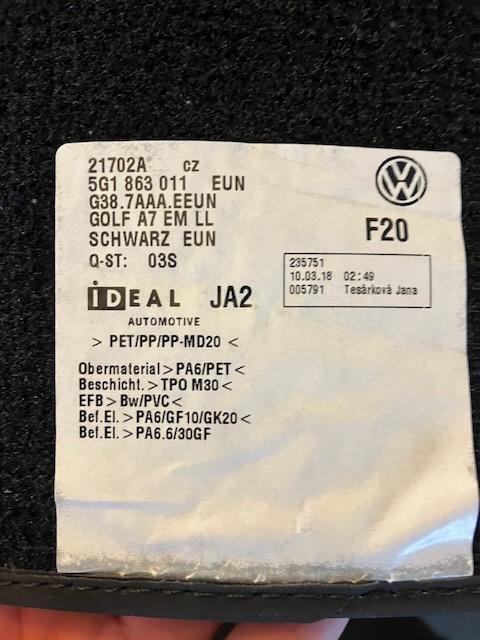 21702A CZ
5G1 863 011 EUN
G38.7AAA.EEUN
GOLF A7 EM LL
SCHWARZ EUN
Q-ST: 03S
VW
F20
235751
10.03.18 02:49
005791 Tesárková Jana
iDEAL JA2
AUTOMOTIVE
> PET/PP/PP-MD20 <
Obermaterial > PA6/PET <
Beschicht. > TPO M30 <
EFB > Bw/PVC <
Bef.El. > PA6/GF10/GK20 <
Bef.El. > PA6.6/30GF